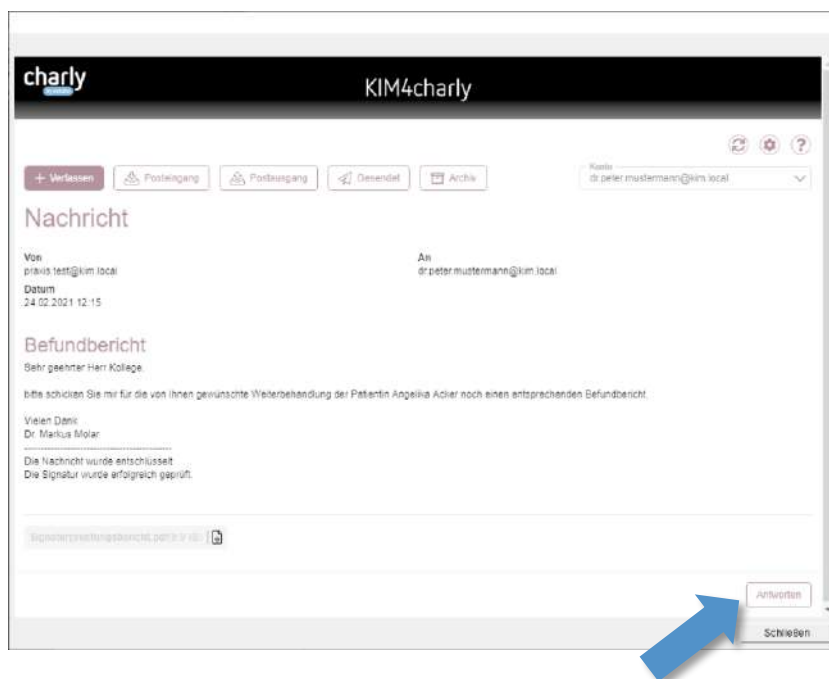 charly
KIM4charly
+ Verfassen Posteingang Postausgang Gesendet Archiv Konto
dr.peter.mustermann@kim.local
Nachricht
Von
praxis.test@kim.local
An
dr.peter.mustermann@kim.local
Datum
24.02.2021 12:15
Befundbericht
Sehr geehrter Herr Kollege,
bitte schicken Sie mir für die von Ihnen gewünschte Weiterbehandlung der Patientin Angelika Acker noch einen entsprechenden Befundbericht.
Vielen Dank
Dr. Markus Molar
Die Nachricht wurde entschlüsselt
Die Signatur wurde erfolgreich geprüft.
Antworten
Schließen